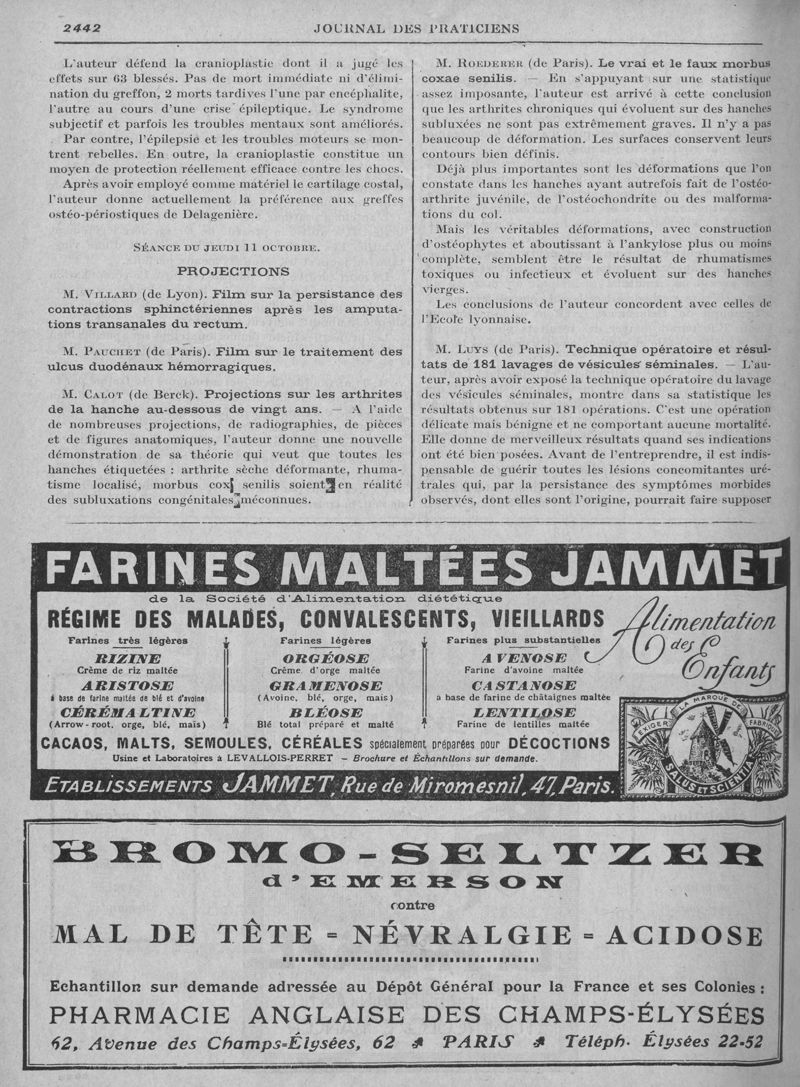 2442 JOURNAL DES PRATICIENS
L'auteur défend la cranioplastie dont il a jugé les
effets sur 63 blessés. Pas de mort immédiate ni d'élimi-
nation du greffon, 2 morts tardives l'une par encéphalite,
l'autre au cours d'une crise épileptique. Le syndrome
subjectif et parfois les troubles mentaux sont améliorés.
Par contre, l'épilepsie et les troubles moteurs se mon-
trent rebelles. En outre, la cranioplastie constitue un
moyen de protection réellement efficace contre les chocs.
Après avoir employé comme matériel le cartilage costal,
l'auteur donne actuellement la préférence aux greffes
ostéo-périostiques de Delagenière.
SÉANCE DU JEUDI 11 OCTOBRE.
PROJECTIONS
M. VILLARD (de Lyon). Film sur la persistance des
contractions sphinctériennes après les amputa-
tions transanales du rectum.
M. PAUCHET (de Paris). Film sur le traitement des
ulcus duodénaux hémorragiques.
M. CALOT (de Berck). Projections sur les arthrites
de la hanche au-dessous de vingt ans. — A l'aide
de nombreuses projections, de radiographies, de pièces
et de figures anatomiques, l'auteur donne une nouvelle
démonstration de sa théorie qui veut que toutes les
hanches étiquetées : arthrite sèche déformante, rhuma-
tisme localisé, morbus cox senilis soient en réalité
des subluxations congénitales méconnues.
M. ROEDERER (de Paris). Le vrai et le faux morbus
coxae senilis. — En s'appuyant sur une statistique
assez imposante, l'auteur est arrivé à cette conclusion
que les arthrites chroniques qui évoluent sur des hanches
subluxées ne sont pas extrêmement graves. Il n'y a pas
beaucoup de déformation. Les surfaces conservent leurs
contours bien définis.
Déjà plus importantes sont les déformations que l'on
constate dans les hanches ayant autrefois fait de l'ostéo-
arthrite juvénile, de l'ostéochondrite ou des malforma-
tions du col.
Mais les véritables déformations, avec construction
d'ostéophytes et aboutissant à l'ankylose plus ou moins
complète, semblent être le résultat de rhumatismes
toxiques ou infectieux et évoluent sur des hanches
vierges.
Les conclusions de l'auteur concordent avec celles de
l'Ecole lyonnaise.
M. LUYS (de Paris). Technique opératoire et résul-
tats de 181 lavages de vésicules séminales. — L'au-
teur, après avoir exposé la technique opératoire du lavage
des vésicules séminales, montre dans sa statistique les
résultats obtenus sur 181 opérations. C'est une opération
délicate mais bénigne et ne comportant aucune mortalité.
Elle donne de merveilleux résultats quand ses indications
ont été bien posées. Avant de l'entreprendre, il est indis-
pensable de guérir toutes les lésions concomitantes uré-
trales qui, par la persistance des symptômes morbides
observés, dont elles sont l'origine, pourrait faire supposer
FARINES MALTÉES JAMMET
de la Société d'Alimentation diététique
RÉGIME DES MALADES, CONVALESCENTS, VIEILLARDS
Alimentation
des
Enfants
Farines très légères
RIZINE
Crème de riz maltée
ARISTOSE
à base de farine maltée de blé et d'avoine
CÉRÉMALTINE
(Arrow-root, orge, blé, maïs)
Farines légères
ORGÉOSE
Crème d'orge maltée
GRAMENOSE
(Avoine, blé, orge, maïs)
BLÉOSE
Blé total préparé et malté
Farines plus substantielles
AVENOSE
Farine d'avoine maltée
CASTANOSE
à base de farine de châtaignes maltée
LENTILOSE
Farine de lentilles maltée
CACAOS, MALTS, SEMOULES, CÉRÉALES spécialement préparées pour DÉCOCTIONS
Usine et Laboratoires à LEVALLOIS-PERRET — Brochure et Échantillons sur demande.
ETABLISSEMENTS JAMMET, Rue de Miromesnil, 47, Paris.
EXIGER LA MARQUE DE FABRIQUE
SALUS ET SCIENTIA
BROMO-SELTZER
d'EMERSON
contre
MAL DE TÊTE = NÉVRALGIE = ACIDOSE
Echantillon sur demande adressée au Dépôt Général pour la France et ses Colonies :
PHARMACIE ANGLAISE DES CHAMPS-ÉLYSÉES
62, Avenue des Champs-Élysées, 62 PARIS Téléph. Élysées 22-52